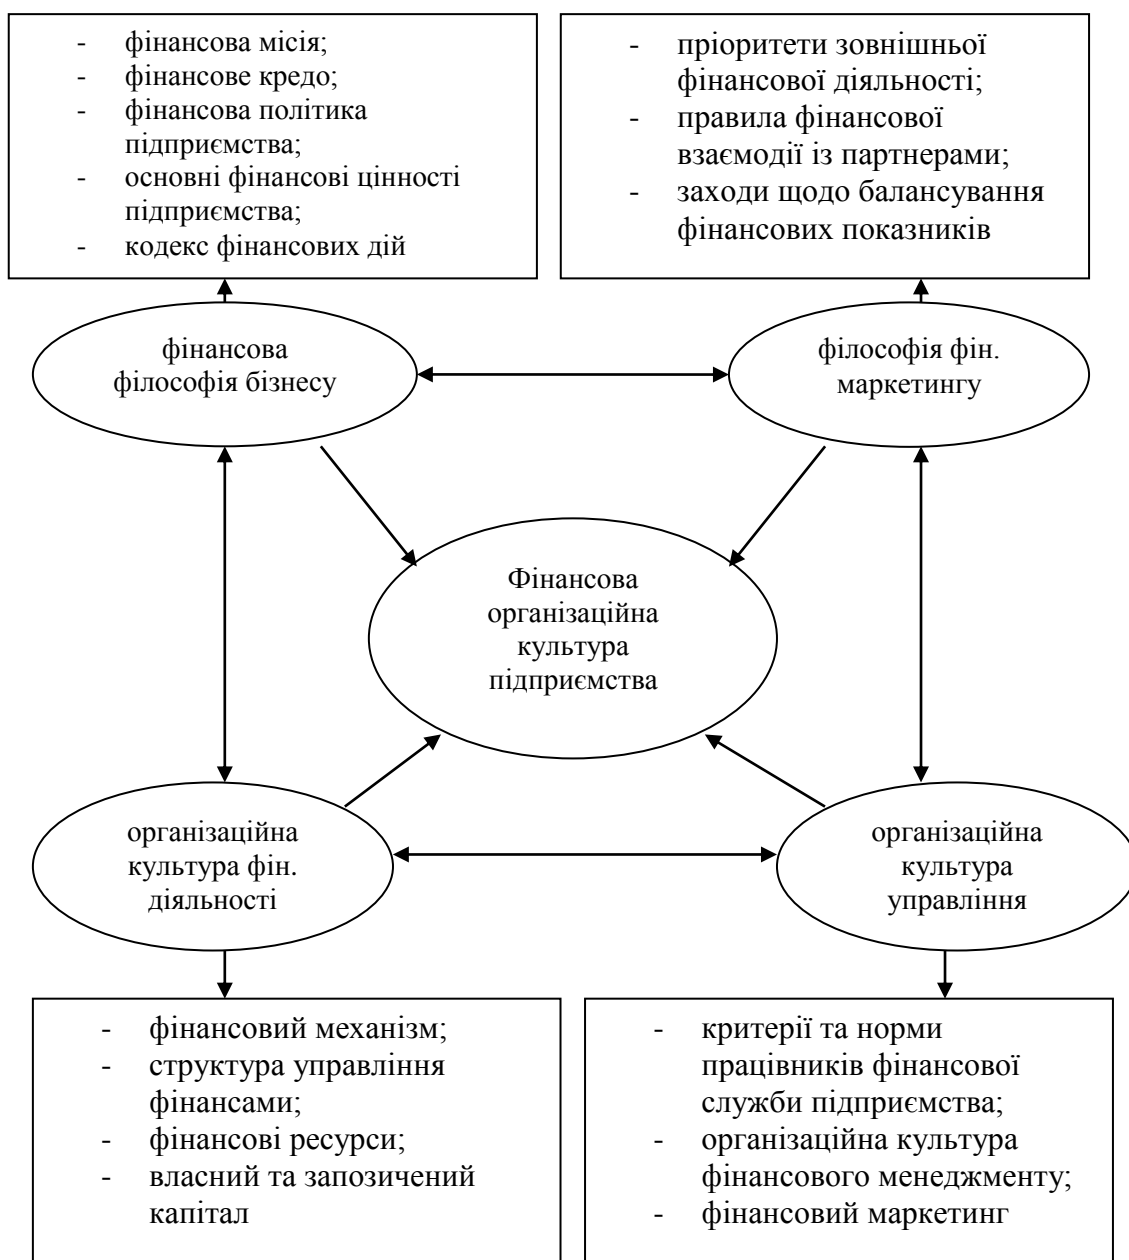 - фінансова місія;
- фінансове кредо;
- фінансова політика
підприємства;
- основні фінансові цінності
підприємства;
- кодекс фінансових дій
- пріоритети зовнішньої
фінансової діяльності;
- правила фінансової
взаємодії із партнерами;
- заходи щодо балансування
фінансових показників
фінансова
філософія бізнесу
філософія фін.
маркетингу
Фінансова
організаційна
культура
підприємства
організаційна
культура фін.
діяльності
організаційна
культура
управління
- фінансовий механізм;
- структура управління
фінансами;
- фінансові ресурси;
- власний та запозичений
капітал
- критерії та норми
працівників фінансової
служби підприємства;
- організаційна культура
фінансового менеджменту;
- фінансовий маркетинг